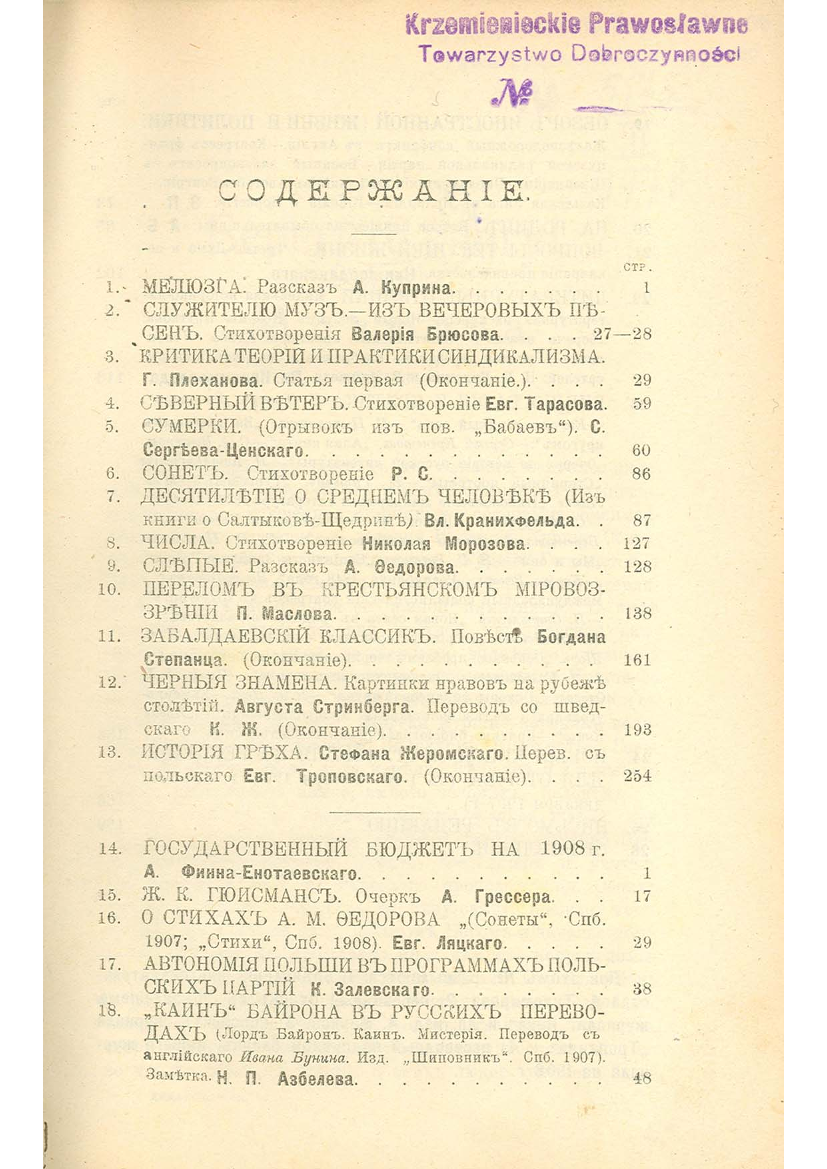 Krzemienieckie Prawosławne
Towarzystwo Dobroczynności
№
СОДЕРЖАНІЕ.
СТР.
1. МЕЛЮЗГА. Разсказъ А. Куприна. . . . . . . 1
2. СЛУЖИТЕЛЮ МУЗ.—ИЗЪ ВЕЧЕРОВЫХЪ ПѢ-
СЕНЪ. Стихотворенія Валерія Брюсова. . . . 27—28
3. КРИТИКА ТЕОРІЙ И ПРАКТИКИ СИНДИКАЛИЗМА.
Г. Плеханова. Статья первая (Окончаніе.). . . . 29
4. СѢВЕРНЫЙ ВѢТЕРЪ. Стихотвореніе Евг. Тарасова. 59
5. СУМЕРКИ. (Отрывокъ изъ пов. „Бабаевъ“). С.
Сергѣева-Ценскаго. . . . . . . . . . . . . 60
6. СОНЕТЪ. Стихотвореніе Р. С. . . . . . . . 86
7. ДЕСЯТИЛѢТІЕ О СРЕДНЕМЪ ЧЕЛОВѢКѢ (Изъ
книги о Салтыковѣ-Щедринѣ) Вл. Кранихфельда. . 87
8. ЧИСЛА. Стихотвореніе Николая Морозова. . . . 127
9. СЛѢПЫЕ. Разсказъ А. Ѳедорова. . . . . . . 128
10. ПЕРЕЛОМЪ ВЪ КРЕСТЬЯНСКОМЪ МІРОВОЗ-
ЗРѢНІИ П. Маслова. . . . . . . . . . . . 138
11. ЗАБАЛДАЕВСКІЙ КЛАССИКЪ. Повѣсть Богдана
Степанца. (Окончаніе). . . . . . . . . . . 161
12. ЧЕРНЫЯ ЗНАМЕНА. Картинки нравовъ на рубежѣ
столѣтій. Августа Стринберга. Переводъ со швед-
скаго К. Ж. (Окончаніе). . . . . . . . . . 193
13. ИСТОРІЯ ГРѢХА. Стефана Жеромскаго. Перев. съ
польскаго Евг. Троповскаго. (Окончаніе). . . . 254
14. ГОСУДАРСТВЕННЫЙ БЮДЖЕТЪ НА 1908 г.
А. Финна-Енотаевскаго. . . . . . . . . . . 1
15. Ж. К. ГЮИСМАНСЪ. Очеркъ А. Грессера. . . 17
16. О СТИХАХЪ А. М. ѲЕДОРОВА „(Сонеты“, Спб.
1907; „Стихи“, Спб. 1908). Евг. Ляцкаго. . . . . 29
17. АВТОНОМІЯ ПОЛЬШИ ВЪ ПРОГРАММАХЪ ПОЛЬ-
СКИХЪ ПАРТІЙ К. Залевскаго. . . . . . . . 38
18. „КАИНЪ“ БАЙРОНА ВЪ РУССКИХЪ ПЕРЕВО-
ДАХЪ (Лордъ Байронъ. Каинъ. Мистерія. Переводъ съ
англійскаго Ивана Бунина. Изд. „Шиповникъ“. Спб. 1907).
Замѣтка. Н. П. Азбелева. . . . . . . . . . 48